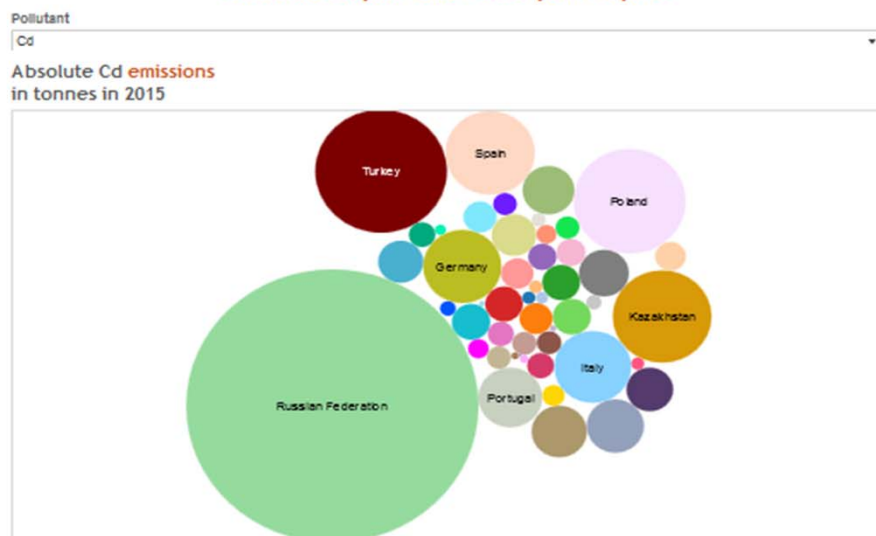 Pollutant
Cd
Absolute Cd emissions
in tonnes in 2015
Turkey
Spain
Poland
Germany
Kazakhstan
Italy
Portugal
Russian Federation